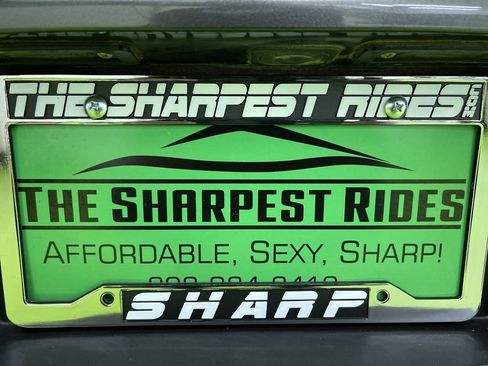 THE SHARPEST RIDES
THE SHARPEST RIDES
AFFORDABLE, SEXY, SHARP!
SHARP